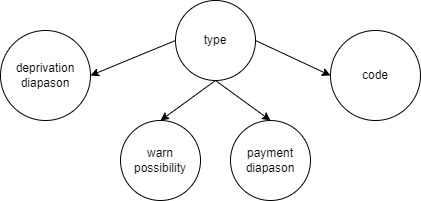 type
deprivation
diapason
code
warn
possibility
payment
diapason